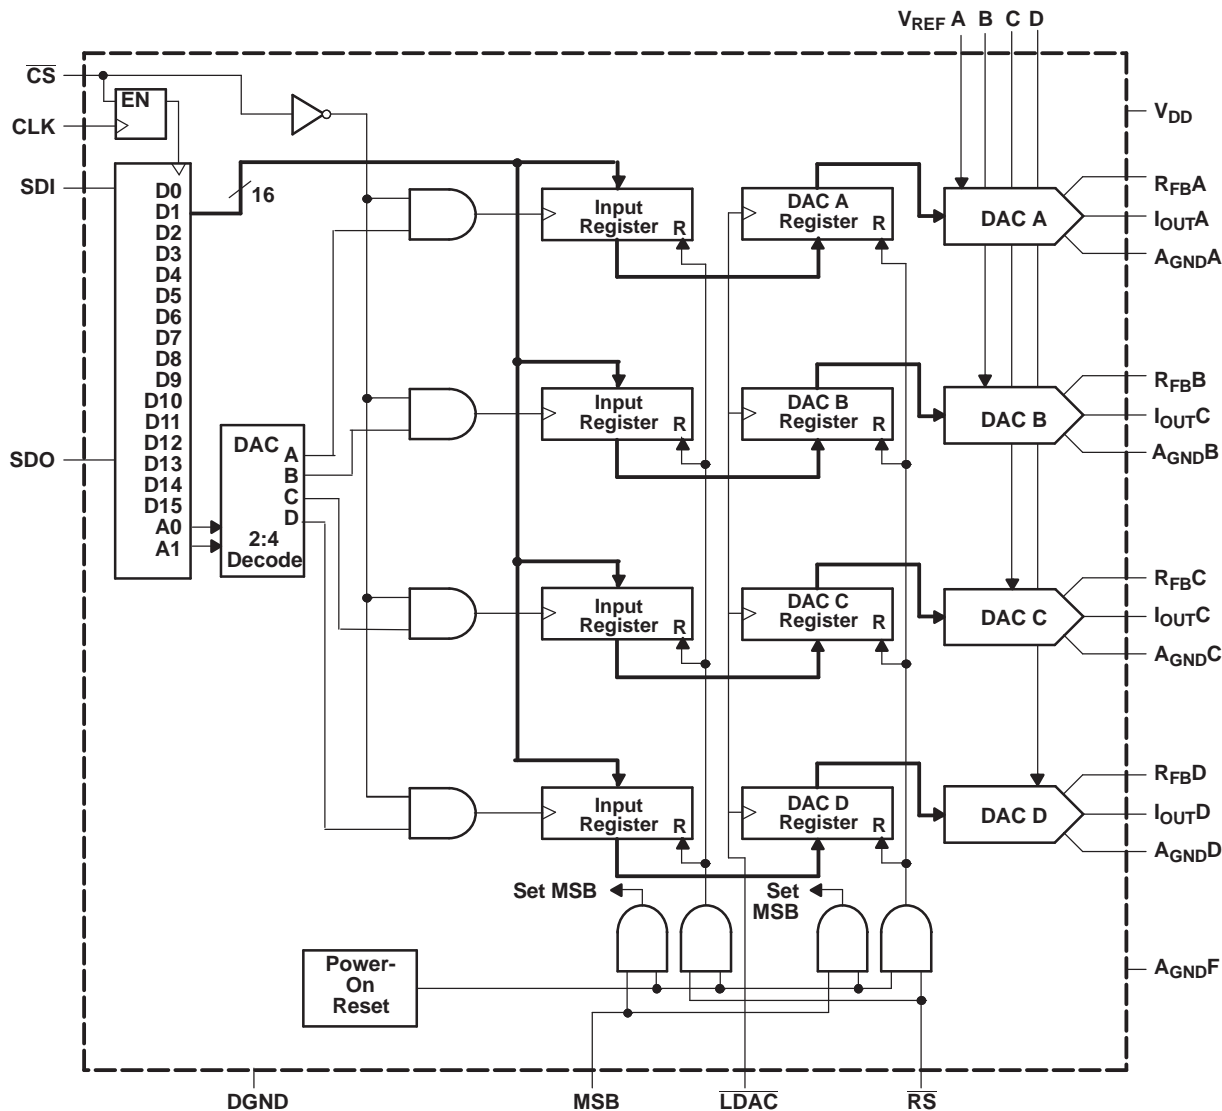 VREF A B C D
CS
EN
CLK
VDD
SDI
16
D0
D1
D2
D3
D4
D5
D6
D7
D8
D9
D10
D11
D12
D13
D14
D15
A0
A1
SDO
DAC
A
B
C
D
2:4
Decode
Input
Register R
DAC A
Register R
DAC A
RFBA
IOUTA
AGNDA
Input
Register R
DAC B
Register R
DAC B
RFBB
IOUTC
AGNDB
Input
Register R
DAC C
Register R
DAC C
RFBC
IOUTC
AGNDC
Input
Register R
DAC D
Register R
DAC D
RFBD
IOUTD
AGNDD
Set MSB
Set
MSB
Power-
On
Reset
AGNDF
DGND
MSB
LDAC
RS